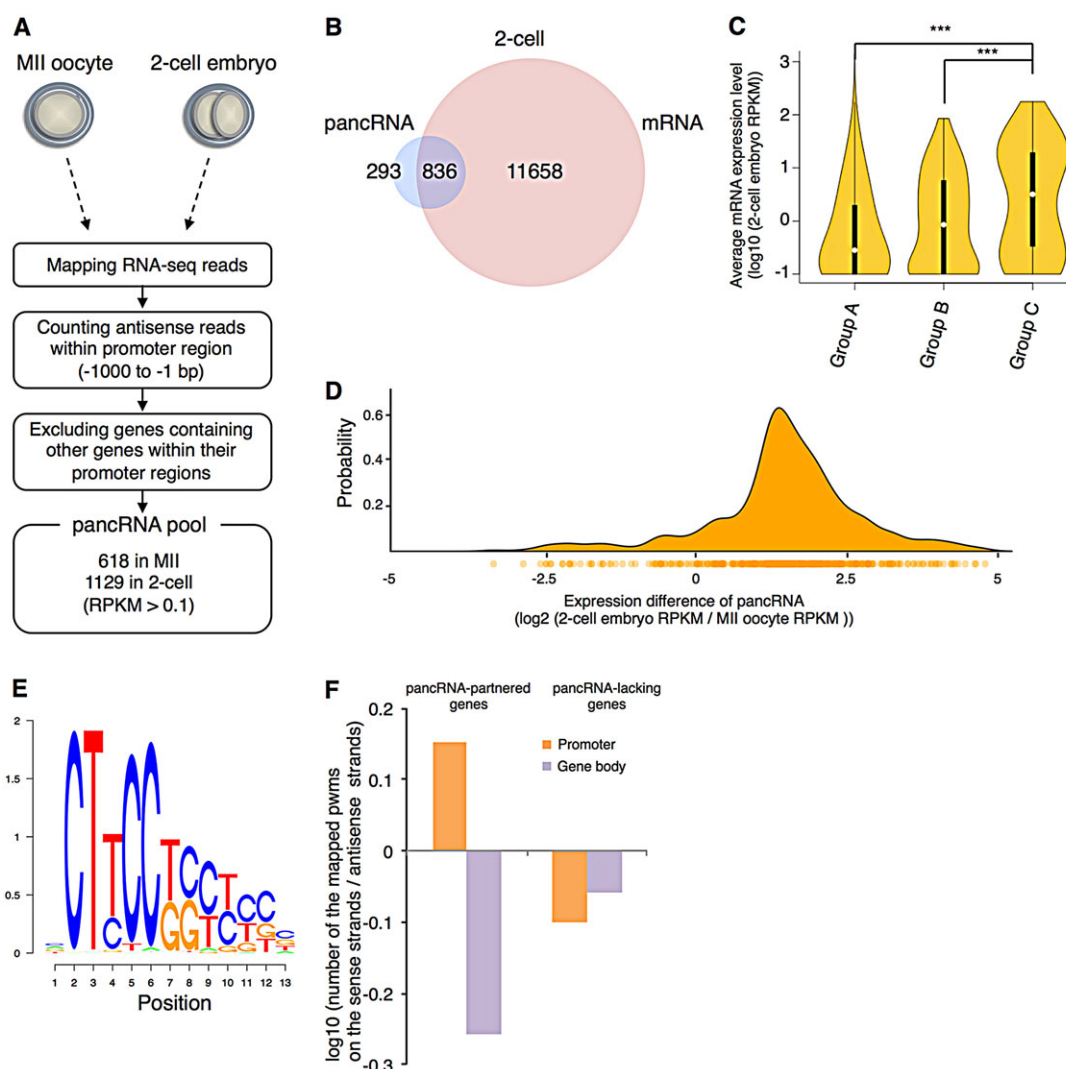 A
MII oocyte
2-cell embryo
Mapping RNA-seq reads
Counting antisense reads
within promoter region
(-1000 to -1 bp)
Excluding genes containing
other genes within their
promoter regions
pancRNA pool
618 in MII
1129 in 2-cell
(RPKM > 0.1)
B
2-cell
pancRNA
mRNA
293
836
11658
C
***
***
Average mRNA expression level
(log10 (2-cell embryo RPKM))
3
2
1
0
-1
Group A
Group B
Group C
D
Probability
0.6
0.4
0.2
-5
-2.5
0
2.5
5
Expression difference of pancRNA
(log2 (2-cell embryo RPKM / MII oocyte RPKM ))
E
2
1.5
1
0.5
0
1 2 3 4 5 6 7 8 9 10 11 12 13
Position
F
pancRNA-partnered
genes
pancRNA-lacking
genes
Promoter
Gene body
log10 (number of the mapped pwms
on the sense strands / antisense strands)
0.2
0.1
0
-0.1
-0.2
-0.3